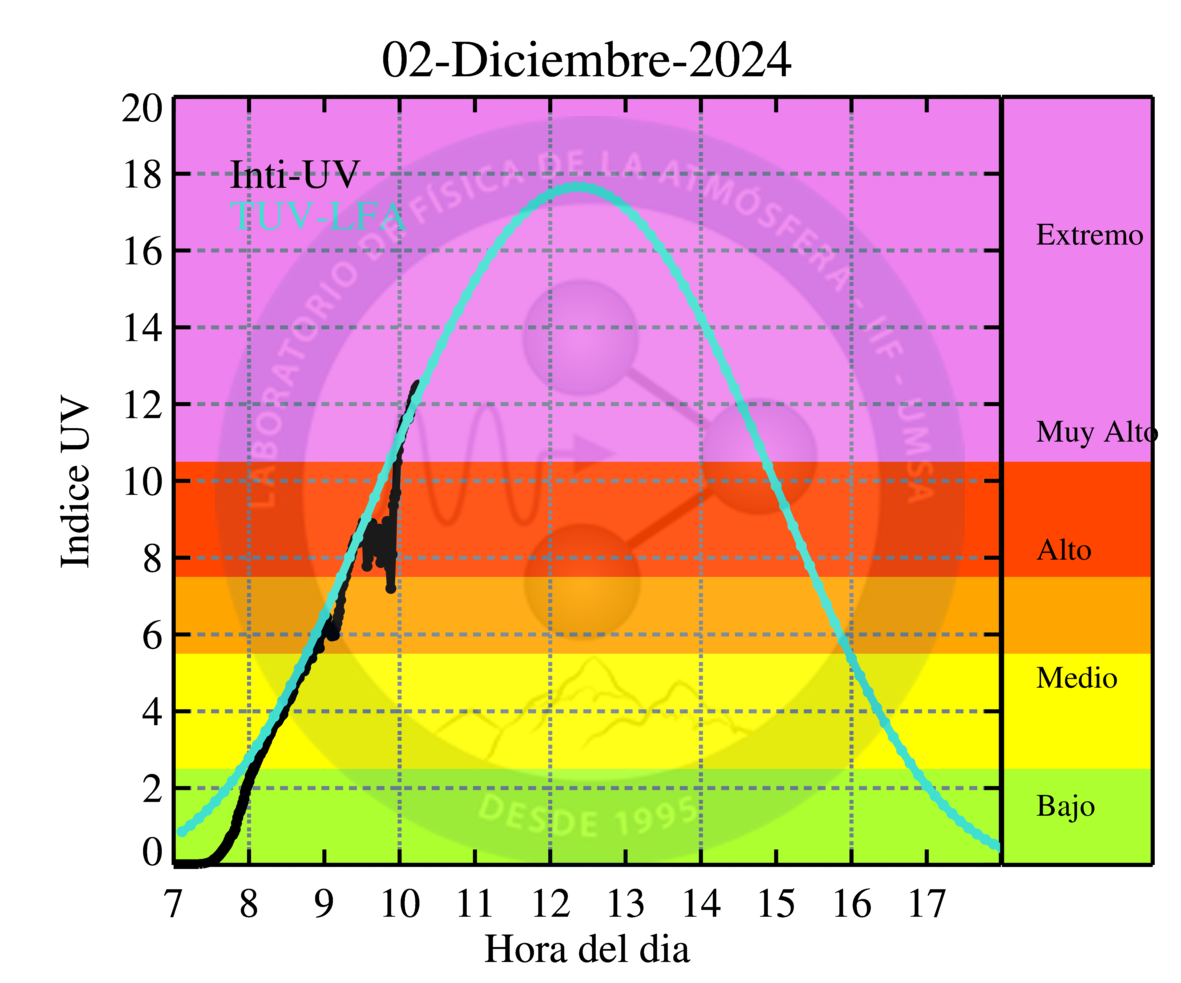 02-Diciembre-2024
20
18
16
14
12
10
8
6
4
2
0
Indice UV
Inti-UV
TUV-LFA
LABORATORIO DE FÍSICA DE LA ATMÓSFERA - IIF - UMSA
DESDE 1995
Extremo
Muy Alto
Alto
Medio
Bajo
7 8 9 10 11 12 13 14 15 16 17
Hora del dia